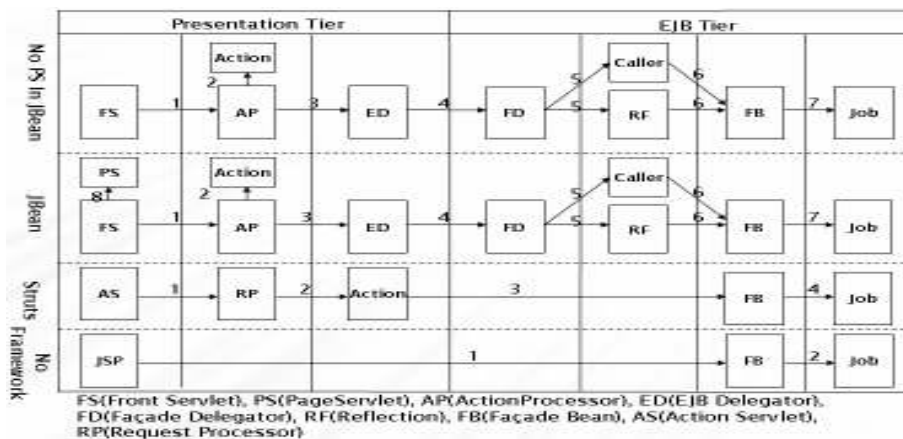 Presentation Tier EJB Tier
No PS In JBean
Action Caller
2 5 6
FS 1 AP 3 ED 4 FD 5 RF 6 FB 7 Job
JBean
PS Action Caller
8 2 5 6
FS 1 AP 3 ED 4 FD 5 RF 6 FB 7 Job
Struts
AS 1 RP 2 Action 3 FB 4 Job
No Framework
JSP 1 FB 2 Job
FS(Front Servlet), PS(PageServlet), AP(ActionProcessor), ED(EJB Delegator),
FD(Façade Delegator), RF(Reflection), FB(Façade Bean), AS(Action Servlet),
RP(Request Processor)